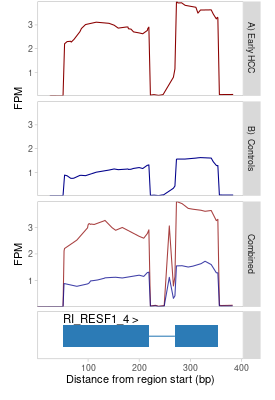 3
2
1
A) Early HCC
FPM
3
2
1
B) Controls
3
2
1
Combined
FPM
RI_RESF1_4 >
100 200 300 400
Distance from region start (bp)